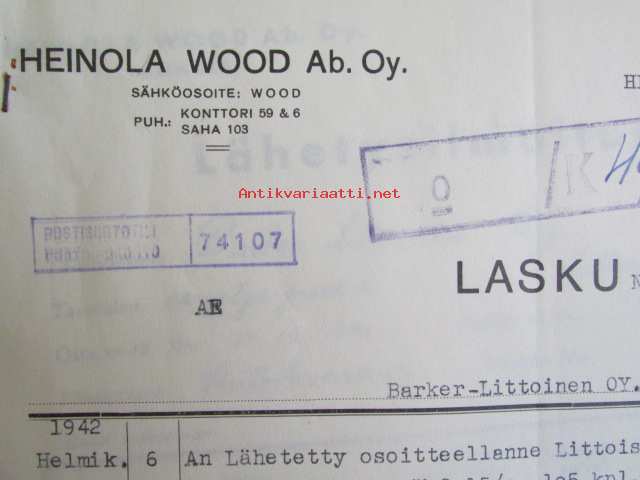 HEINOLA WOOD Ab. Oy.
SÄHKÖOSOITE: WOOD
PUH.: KONTTORI 59 & 6
SAHA 103
Antikvariaatti.net
O
K
74107
LASKU
Barker-Littoinen OY.
1942
Helmik. 6 An Lähetetty osoitteellanne Littois